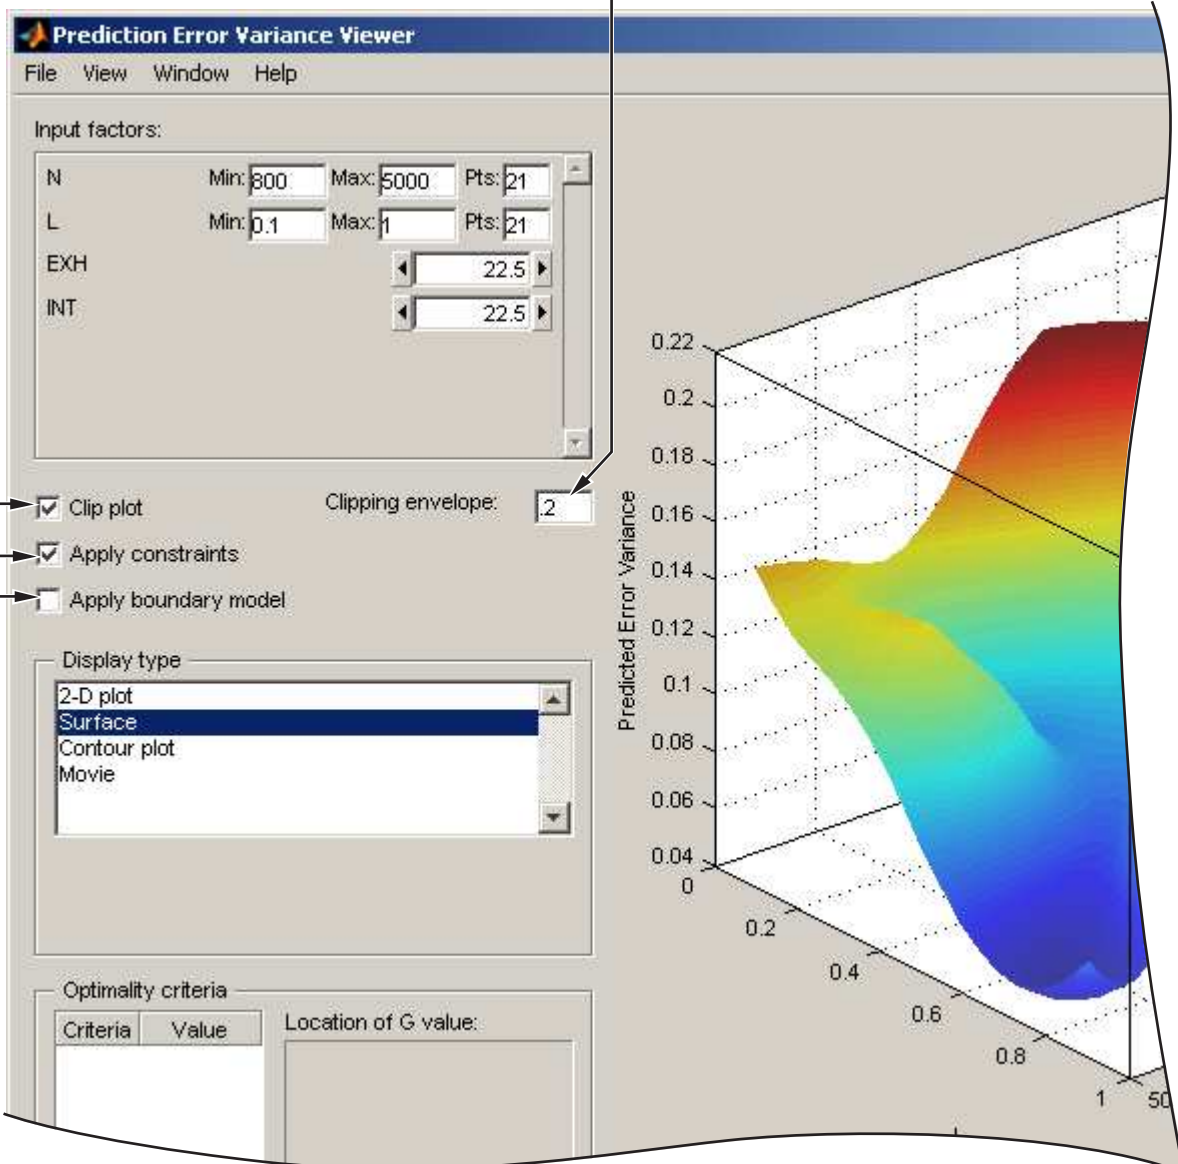 Prediction Error Variance Viewer
File View Window Help
Input factors:
N Min: 800 Max: 5000 Pts: 21
L Min: 0.1 Max: 1 Pts: 21
EXH 22.5
INT 22.5
Clip plot Clipping envelope: .2
Apply constraints
Apply boundary model
Display type
2-D plot
Surface
Contour plot
Movie
Optimality criteria
Criteria Value
Location of G value:
Predicted Error Variance
0.22
0.2
0.18
0.16
0.14
0.12
0.1
0.08
0.06
0.04
0
0.2
0.4
0.6
0.8
1
50